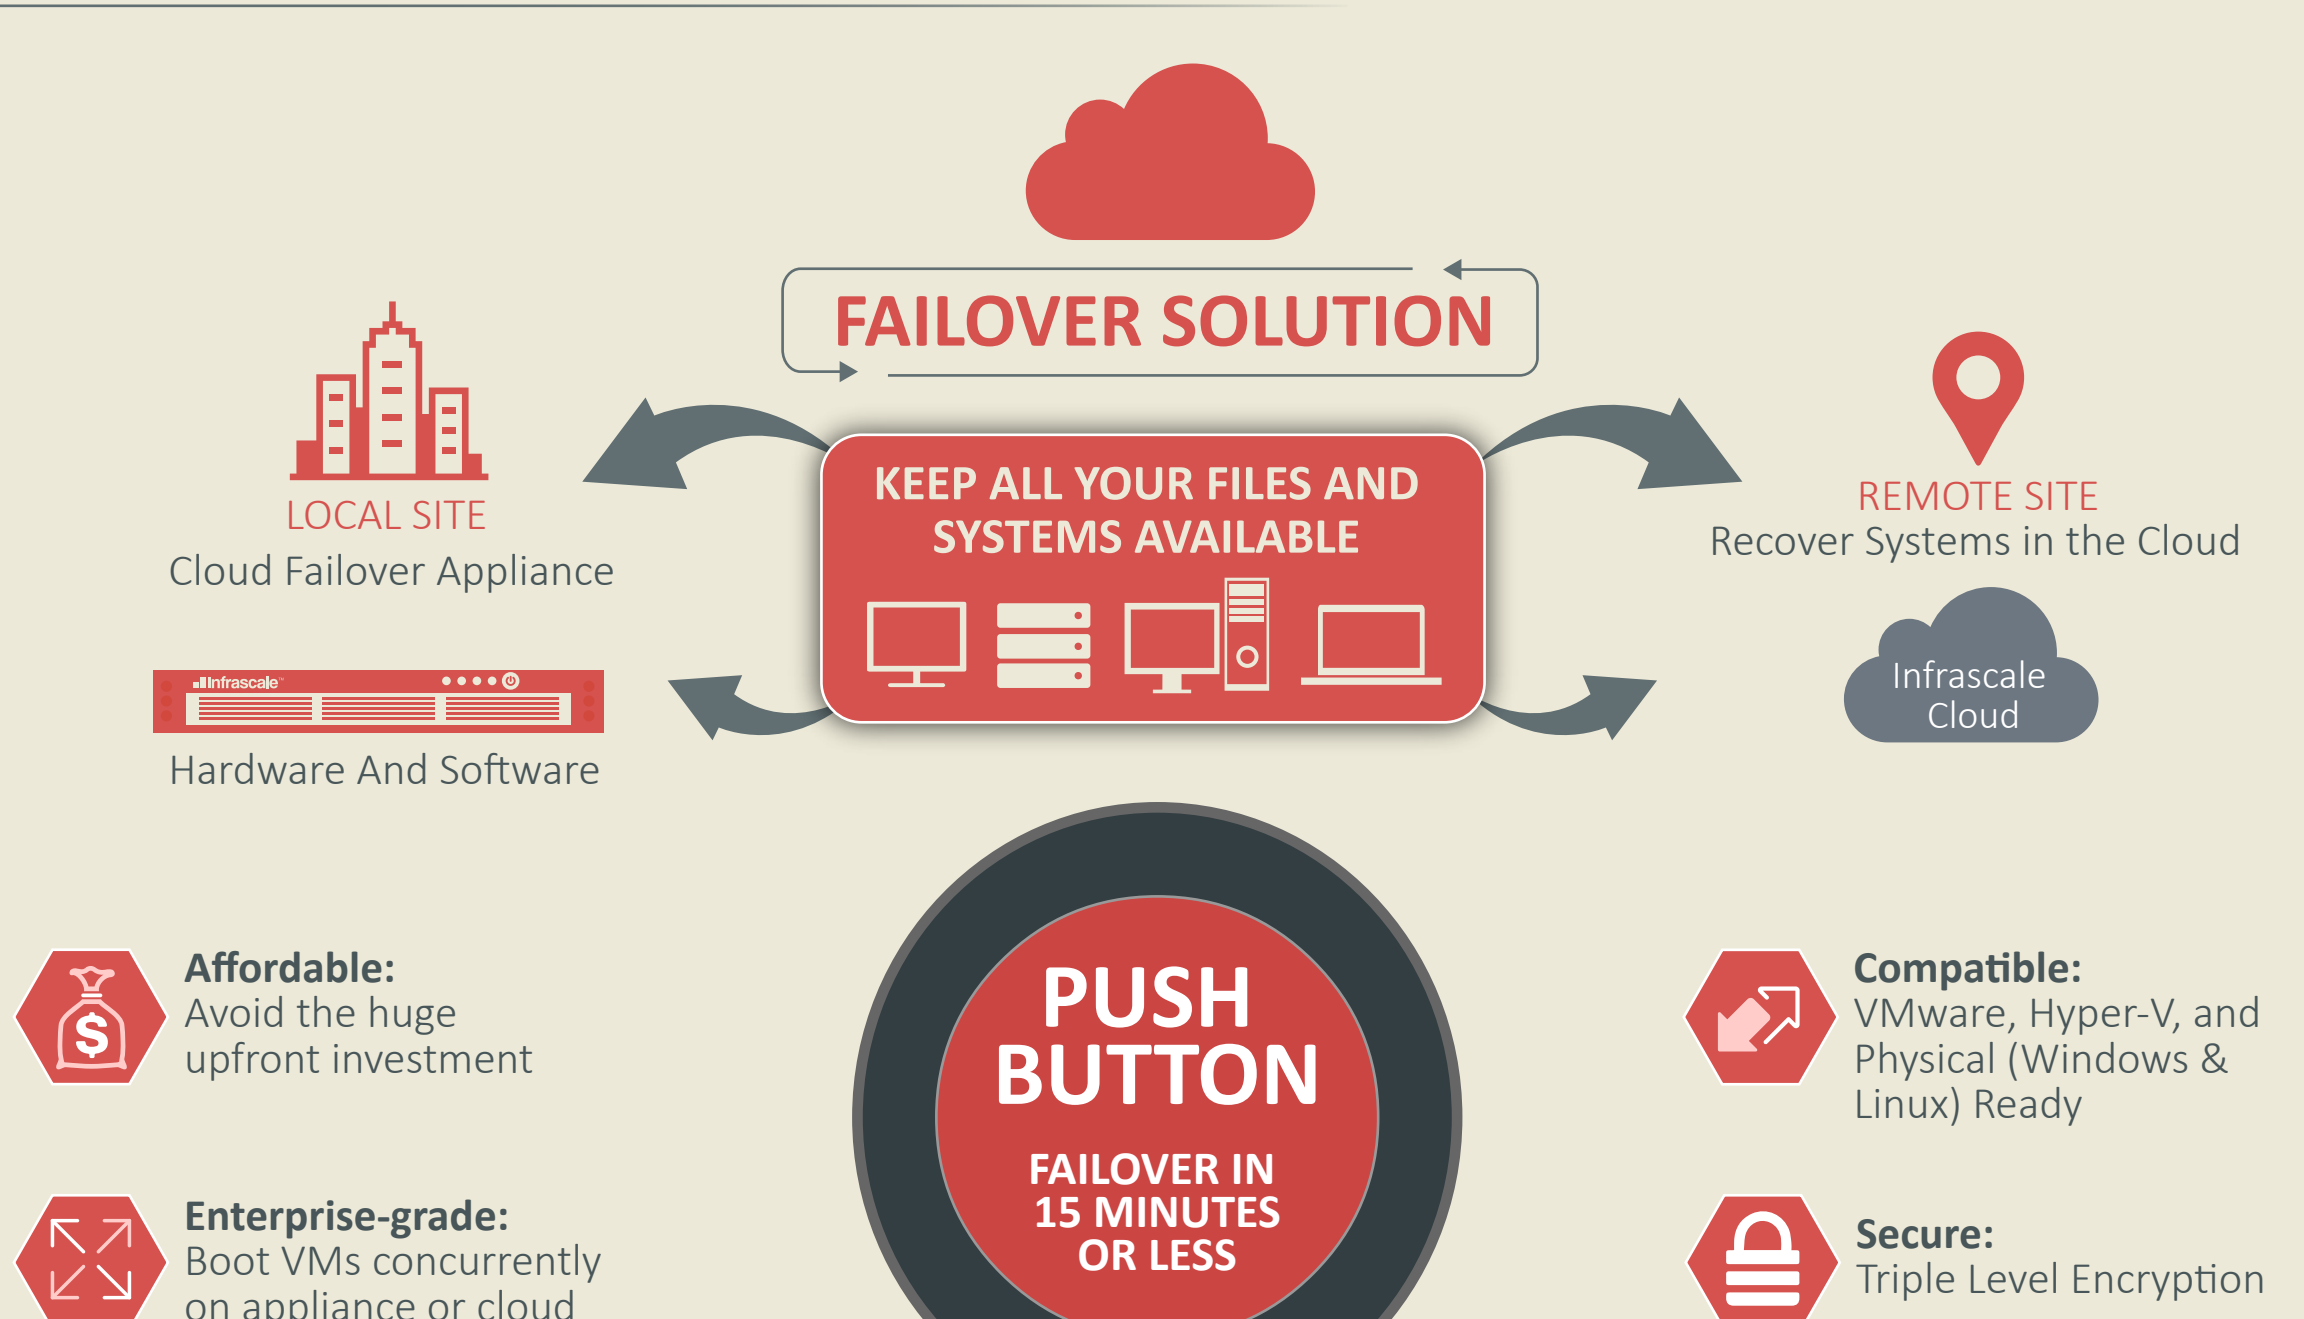 FAILOVER SOLUTION
KEEP ALL YOUR FILES AND
SYSTEMS AVAILABLE
LOCAL SITE
Cloud Failover Appliance
Infrascale™
Hardware And Software
REMOTE SITE
Recover Systems in the Cloud
Infrascale
Cloud
Affordable:
Avoid the huge
upfront investment
$
Enterprise-grade:
Boot VMs concurrently
on appliance or cloud
PUSH
BUTTON
FAILOVER IN
15 MINUTES
OR LESS
Compatible:
VMware, Hyper-V, and
Physical (Windows &
Linux) Ready
Secure:
Triple Level Encryption